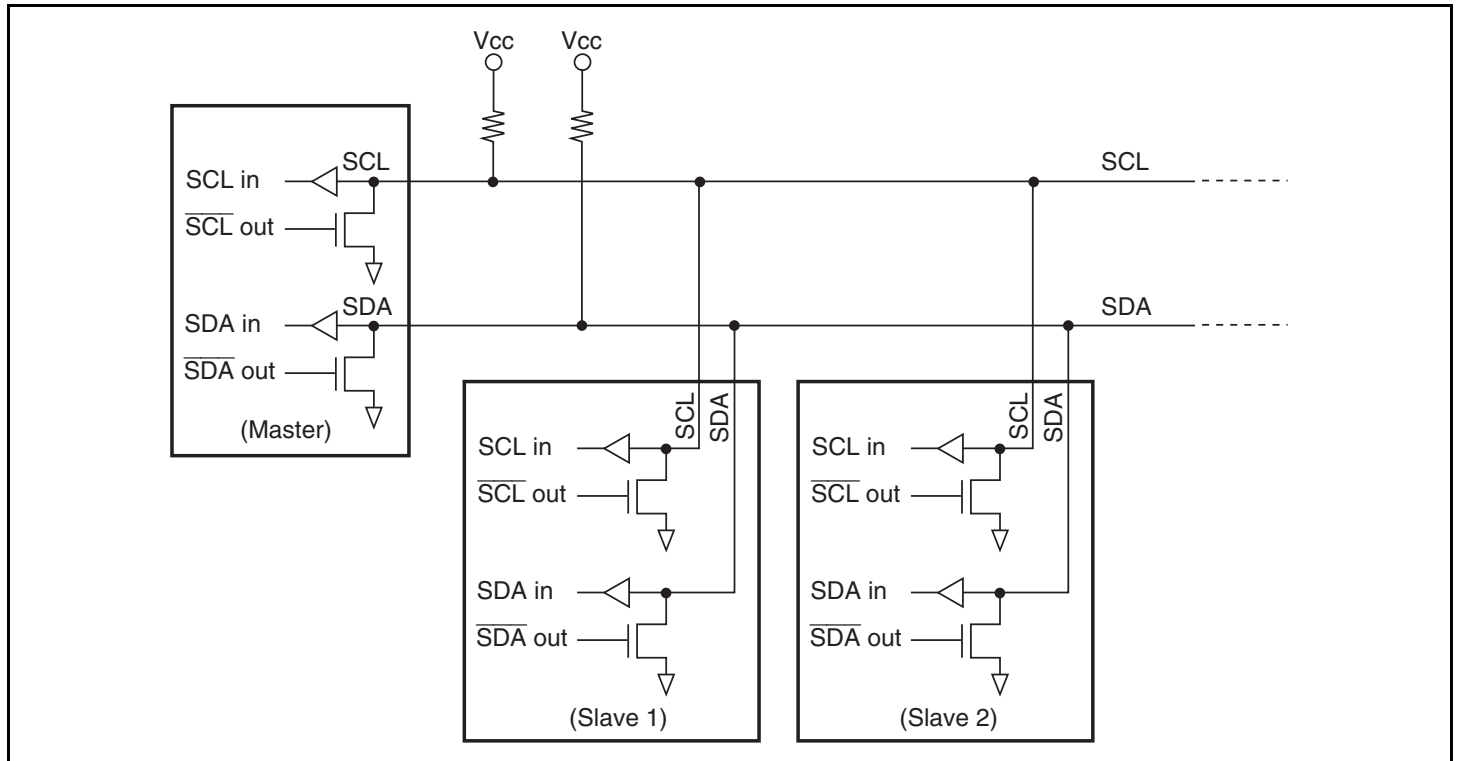 Vcc Vcc
SCL
SCL in
SCL out
SDA
SDA in
SDA out
(Master)
SCL
SDA
SCL
SDA
SCL in
SCL out
SDA in
SDA out
(Slave 1)
SCL
SDA
SCL in
SCL out
SDA in
SDA out
(Slave 2)